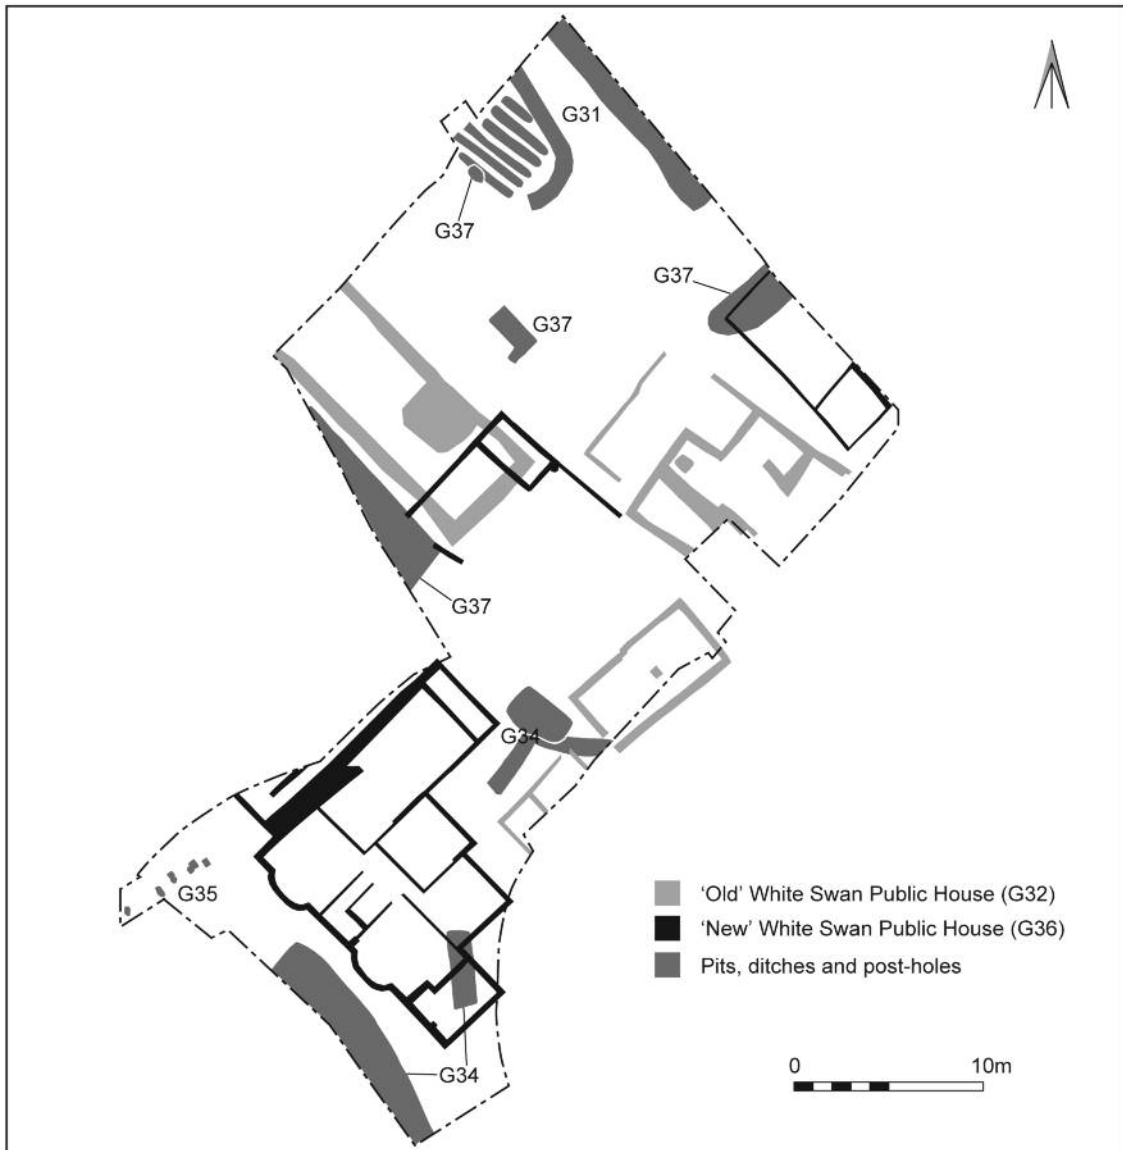 G31
G37
G37
G37
G37
G34
G35
G34
'Old' White Swan Public House (G32)
'New' White Swan Public House (G36)
Pits, ditches and post-holes
0 10m